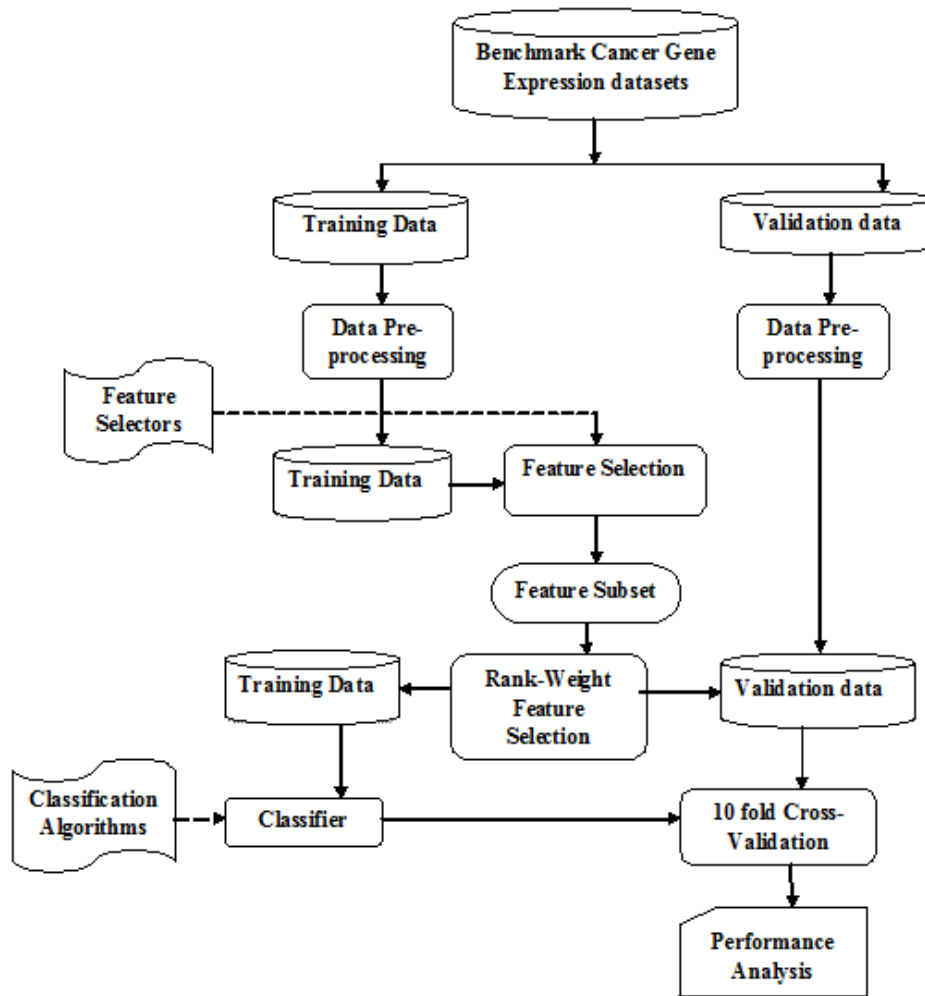 Benchmark Cancer Gene
Expression datasets
Training Data
Validation data
Data Pre-
processing
Data Pre-
processing
Feature
Selectors
Training Data
Feature Selection
Feature Subset
Training Data
Rank-Weight
Feature
Selection
Validation data
Classification
Algorithms
Classifier
10 fold Cross-
Validation
Performance
Analysis